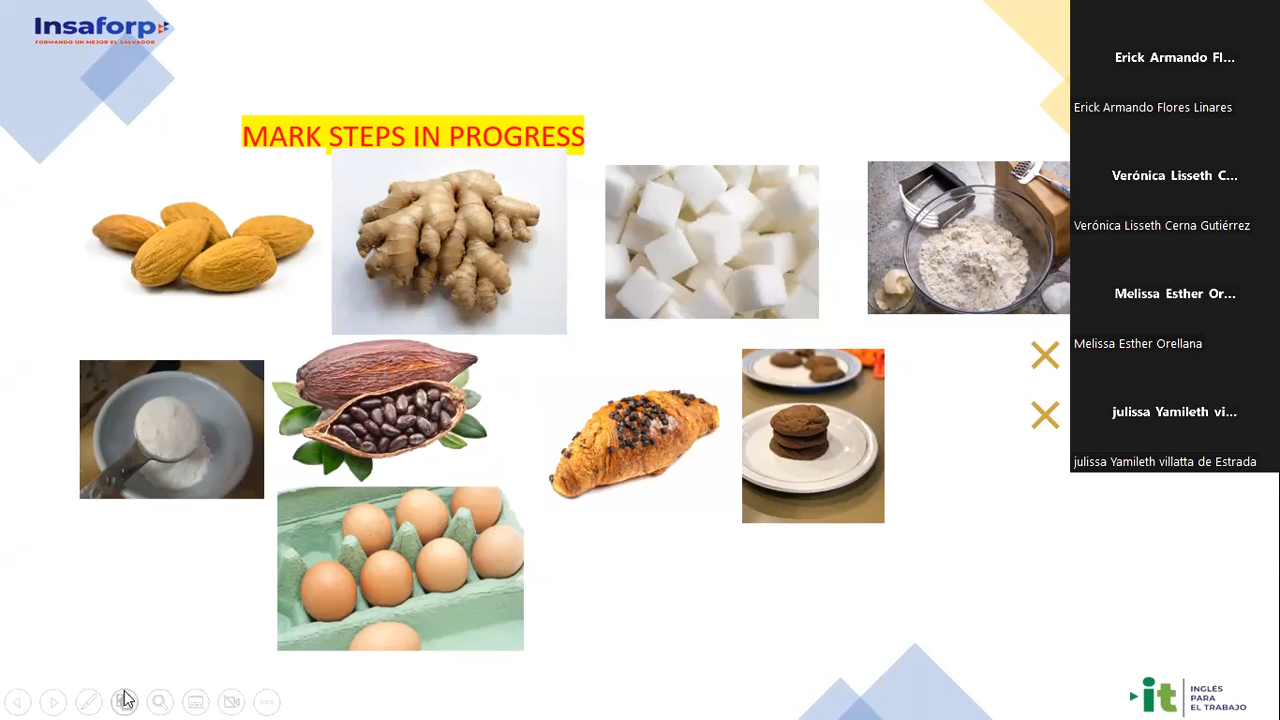 Insaforp
FORMANDO UN MEJOR EL SALVADOR
MARK STEPS IN PROGRESS
Erick Armando Fl...
Erick Armando Flores Linares
Verónica Lisseth C...
Verónica Lisseth Cerna Gutiérrez
Melissa Esther Or...
Melissa Esther Orellana
julissa Yamileth vi...
julissa Yamileth villatta de Estrada
it
INGLÉS
PARA
EL TRABAJO